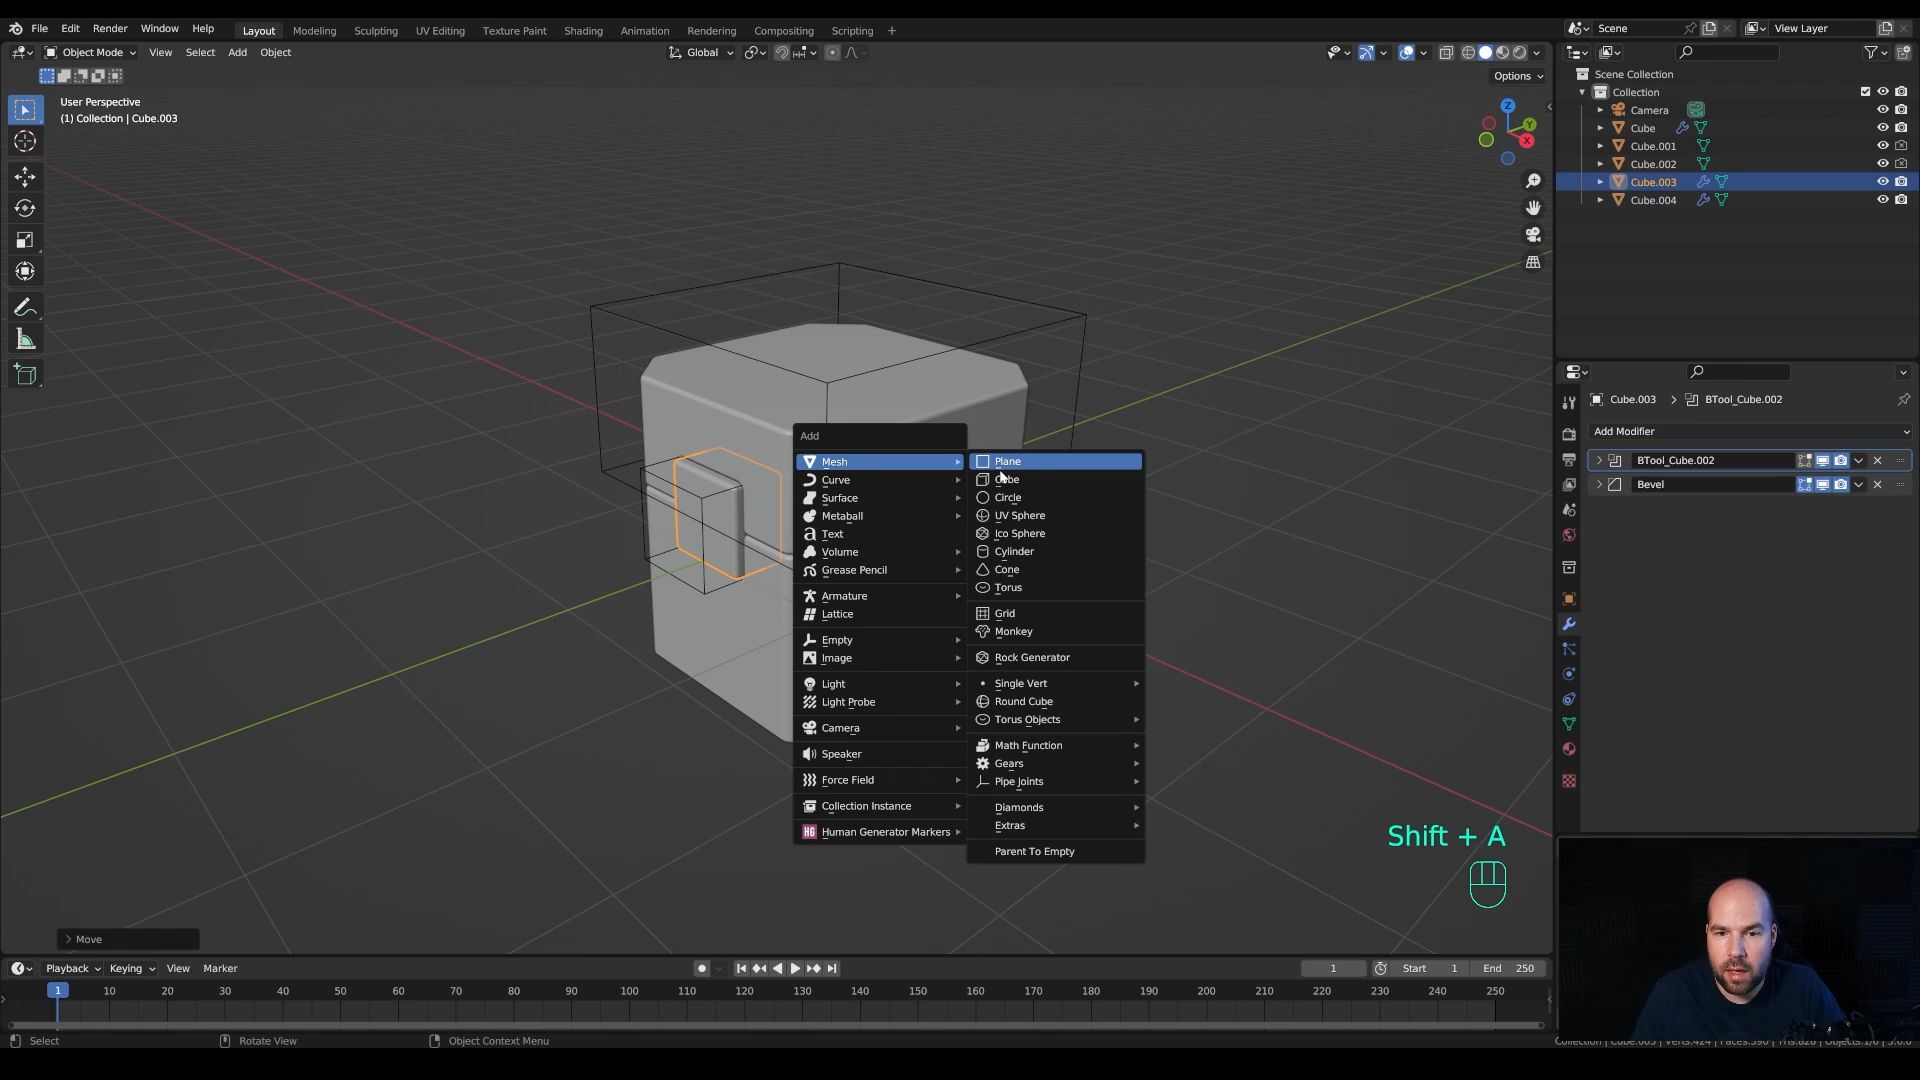 File Edit Render Window Help Layout Modeling Sculpting UV Editing Texture Paint Shading Animation Rendering Compositing Scripting + Scene View Layer
Object Mode View Select Add Object Global
Options
User Perspective
(1) Collection | Cube.003
Z
Y
X
Scene Collection
Collection
Camera
Cube
Cube.001
Cube.002
Cube.003
Cube.004
Cube.003 > BTool_Cube.002
Add Modifier
BTool_Cube.002
Bevel
Add
Mesh
Curve
Surface
Metaball
Text
Volume
Grease Pencil
Armature
Lattice
Empty
Image
Light
Light Probe
Camera
Speaker
Force Field
Collection Instance
HG Human Generator Markers
Plane
Cube
Circle
UV Sphere
Ico Sphere
Cylinder
Cone
Torus
Grid
Monkey
Rock Generator
Single Vert
Round Cube
Torus Objects
Math Function
Gears
Pipe Joints
Diamonds
Extras
Parent To Empty
Shift + A
> Move
Playback Keying View Marker 1 Start 1 End 250
1 10 20 30 40 50 60 70 80 90 100 110 120 130 140 150 160 170 180 190 200 210 220 230 240 250
Select Rotate View Object Context Menu